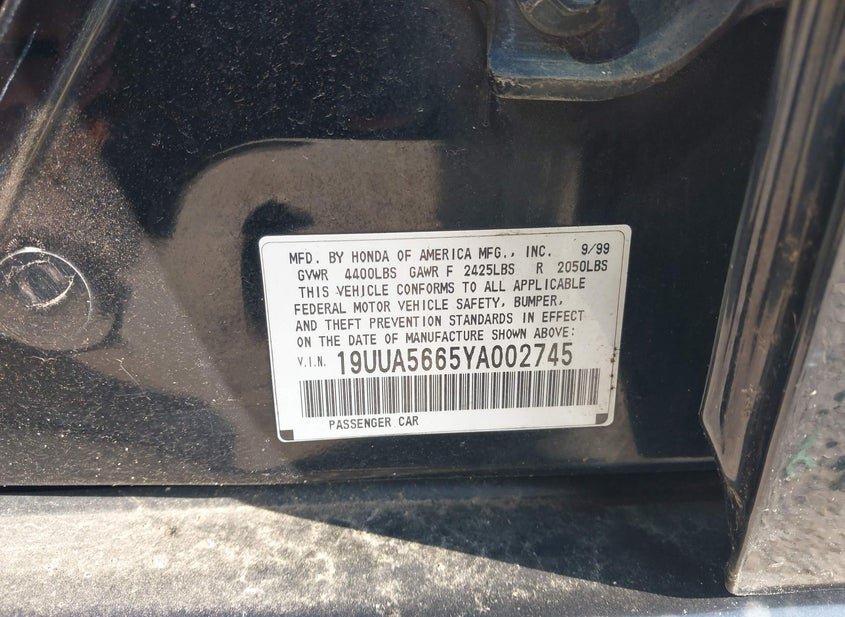 MFD. BY HONDA OF AMERICA MFG., INC. 9/99
GVWR 4400LBS GAWR F 2425LBS R 2050LBS
THIS VEHICLE CONFORMS TO ALL APPLICABLE
FEDERAL MOTOR VEHICLE SAFETY, BUMPER,
AND THEFT PREVENTION STANDARDS IN EFFECT
ON THE DATE OF MANUFACTURE SHOWN ABOVE:
V.I.N. 19UUA5665YA002745
PASSENGER CAR